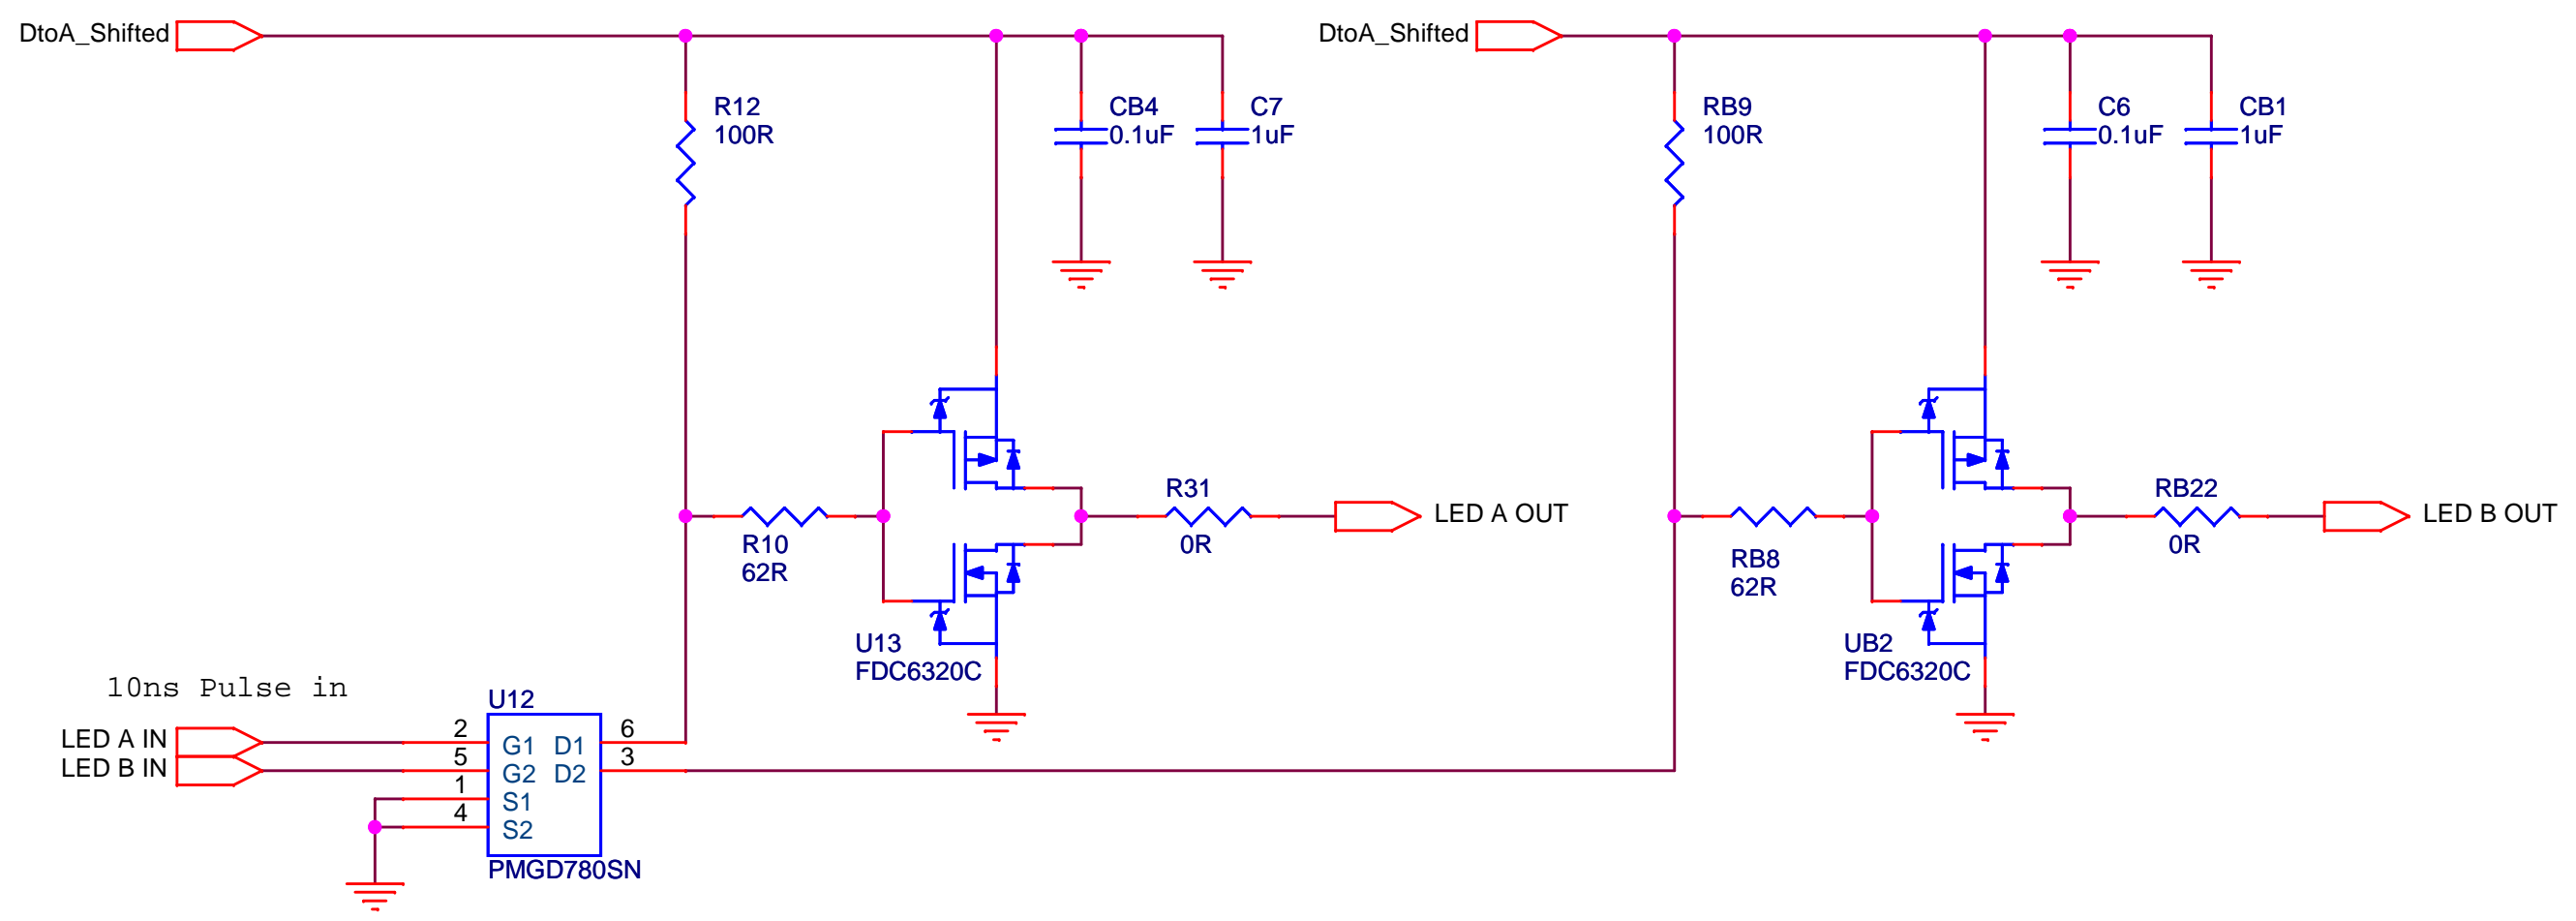 DtoA_Shifted
R12
100R
CB4
0.1uF
C7
1uF
DtoA_Shifted
RB9
100R
C6
0.1uF
CB1
1uF
R10
62R
R31
0R
LED A OUT
U13
FDC6320C
RB8
62R
RB22
0R
LED B OUT
UB2
FDC6320C
10ns Pulse in
LED A IN
LED B IN
U12
2
5
1
4
G1 D1
G2 D2
S1
S2
6
3
PMGD780SN